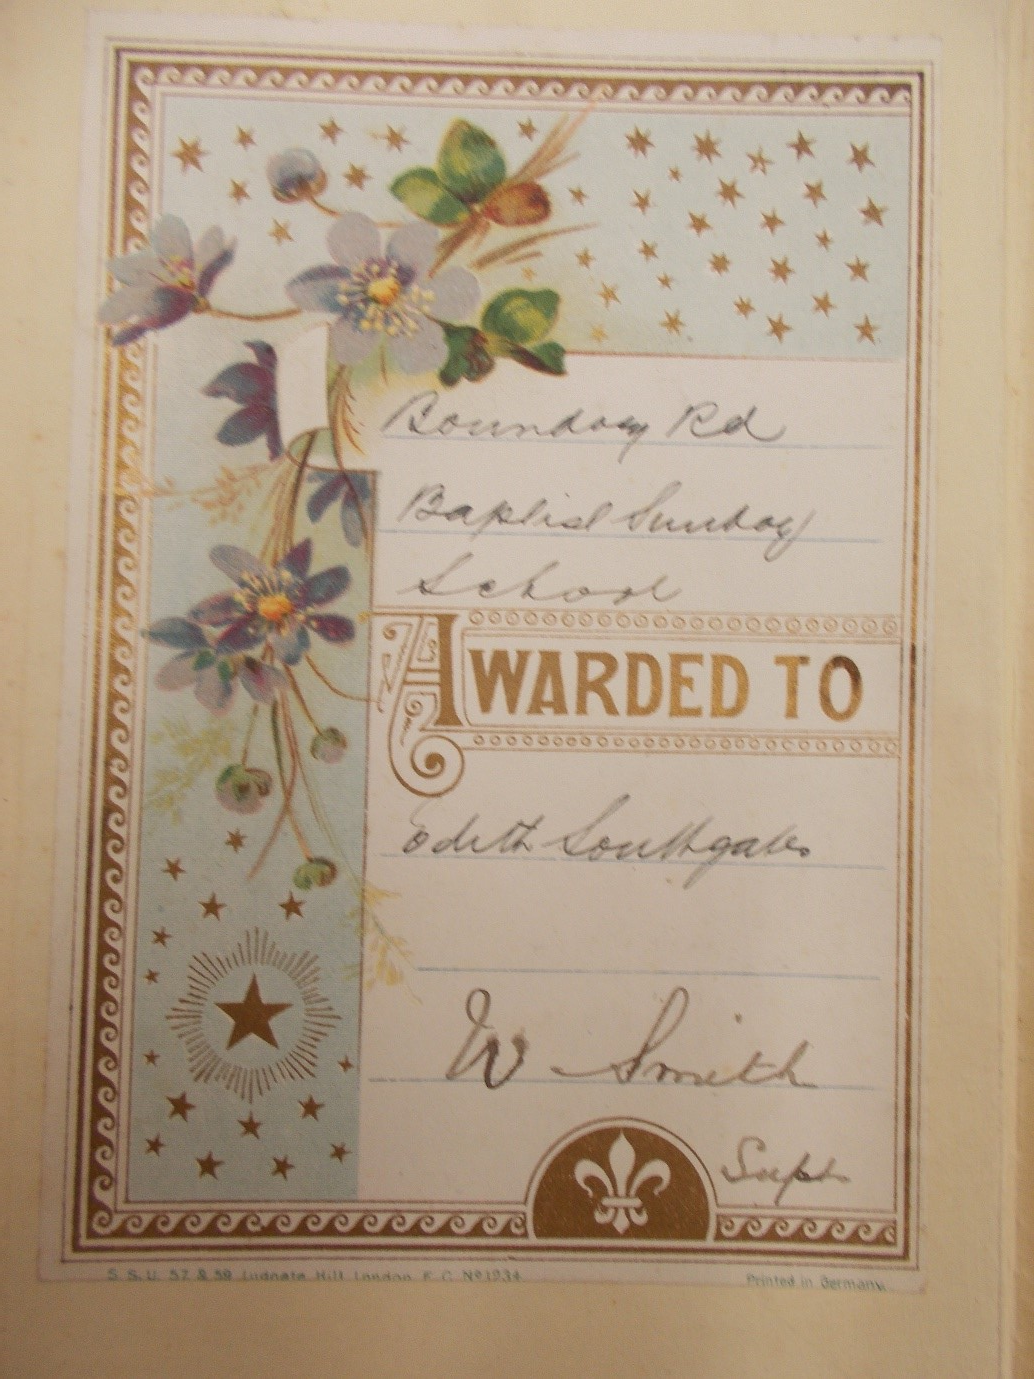 Boundary Rd
Baptist Sunday
School
AWARDED TO
Edith Southgate
W Smith
Supt
S. S. U. 57 & 59 Ludgate Hill London E. C. No 1934
Printed in Germany.